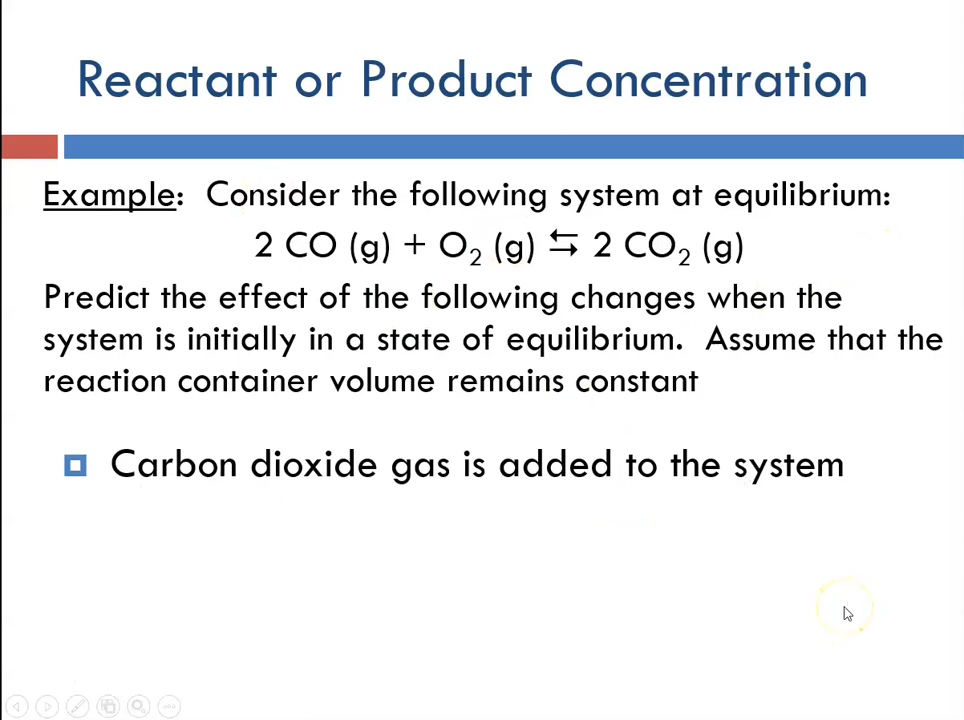 Reactant or Product Concentration
Example: Consider the following system at equilibrium:
2 CO (g) + O₂ (g) ⇆ 2 CO₂ (g)
Predict the effect of the following changes when the
system is initially in a state of equilibrium. Assume that the
reaction container volume remains constant
Carbon dioxide gas is added to the system